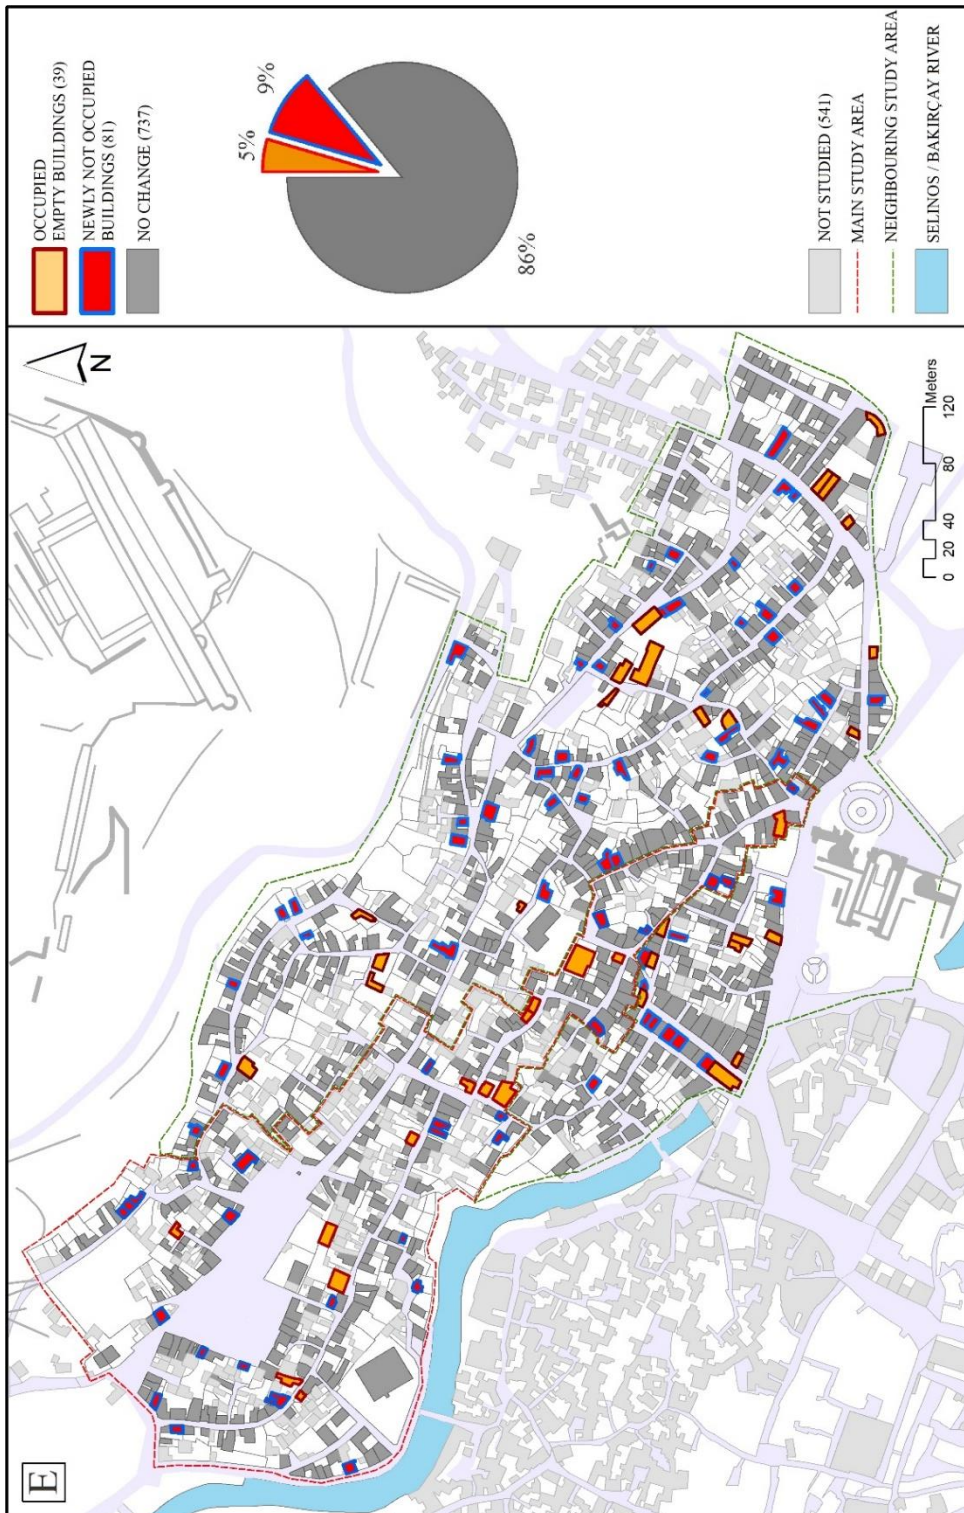 OCCUPIED
EMPTY BUILDINGS (39)
NEWLY NOT OCCUPIED
BUILDINGS (81)
NO CHANGE (737)
5%
9%
86%
NOT STUDIED (541)
MAIN STUDY AREA
NEIGHBOURING STUDY AREA
SELINOS / BAKIRÇAY RIVER
E
N
Meters
0 20 40 80 120